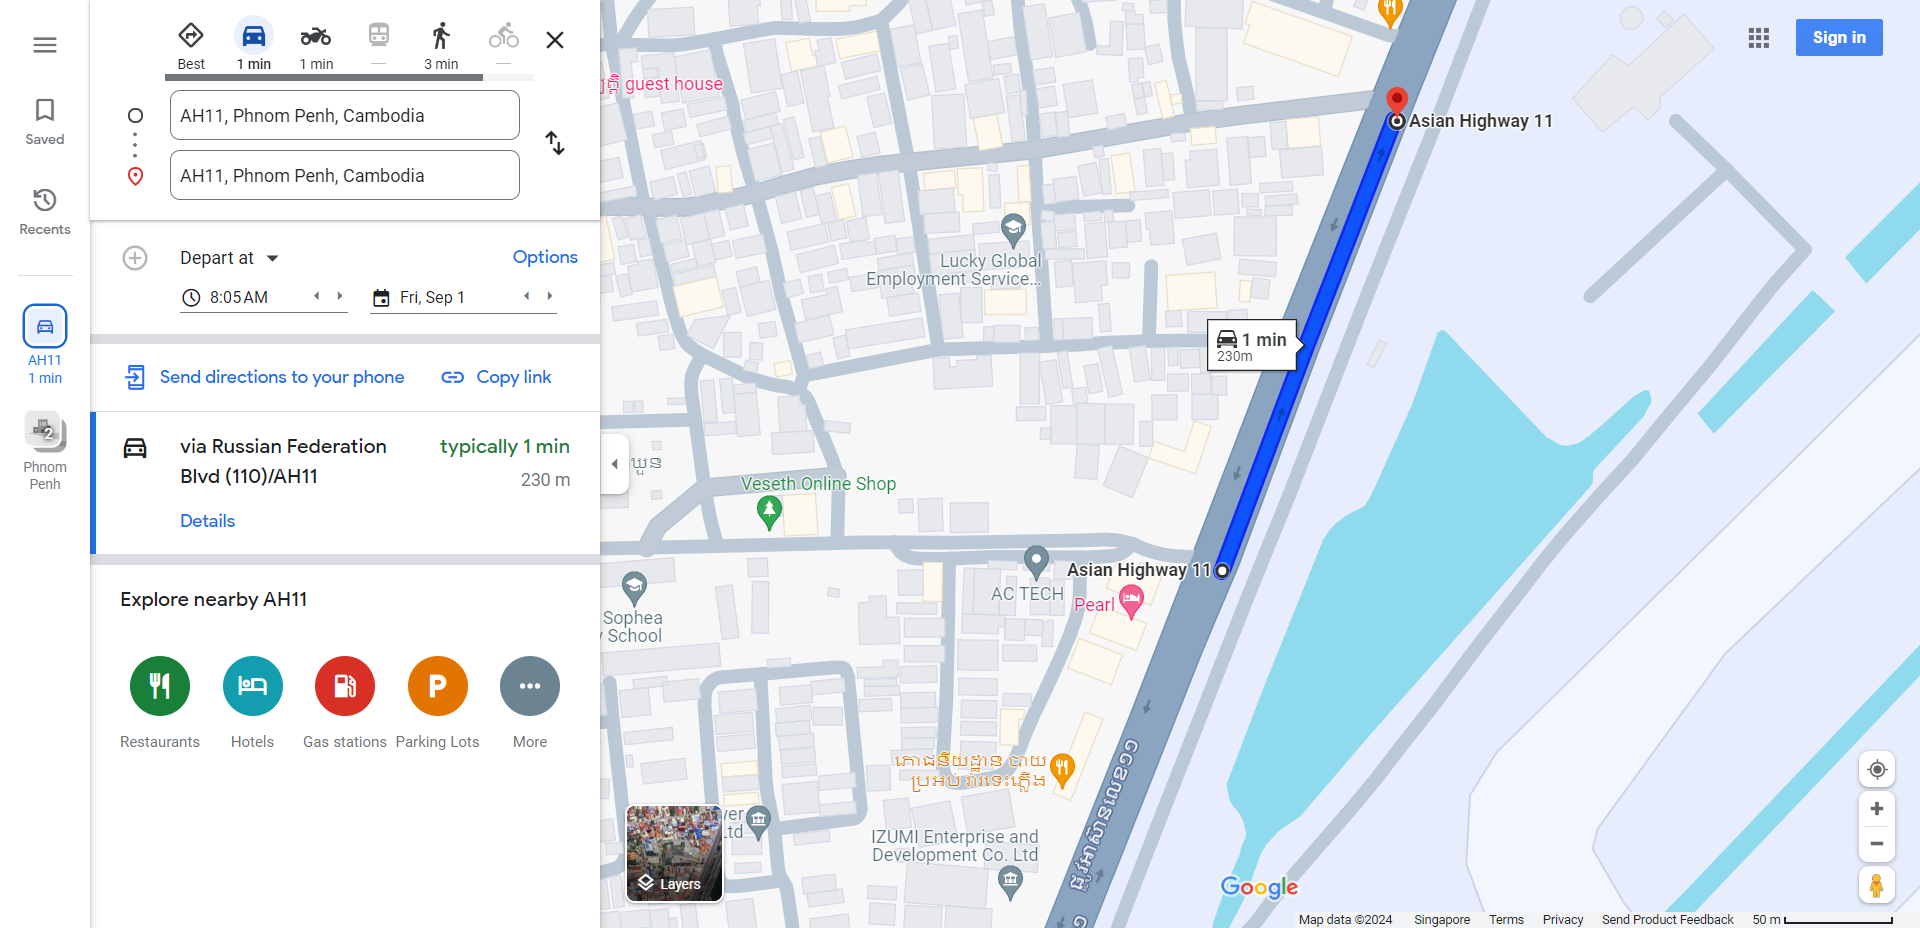 Best
1 min
1 min
3 min
Saved
Recents
AH11
1 min
2
Phnom
Penh
AH11, Phnom Penh, Cambodia
AH11, Phnom Penh, Cambodia
Depart at
Options
8:05 AM
Fri, Sep 1
Send directions to your phone
Copy link
via Russian Federation
Blvd (110)/AH11
typically 1 min
230 m
Details
Explore nearby AH11
Restaurants
Hotels
Gas stations
P
Parking Lots
More
Sign in
guest house
Asian Highway 11
Lucky Global
Employment Service...
1 min
230m
Veseth Online Shop
Asian Highway 11
AC TECH
Pearl
Sophea
School
IZUMI Enterprise and
Development Co. Ltd
Layers
Google
Map data ©2024
Singapore
Terms
Privacy
Send Product Feedback
50 m